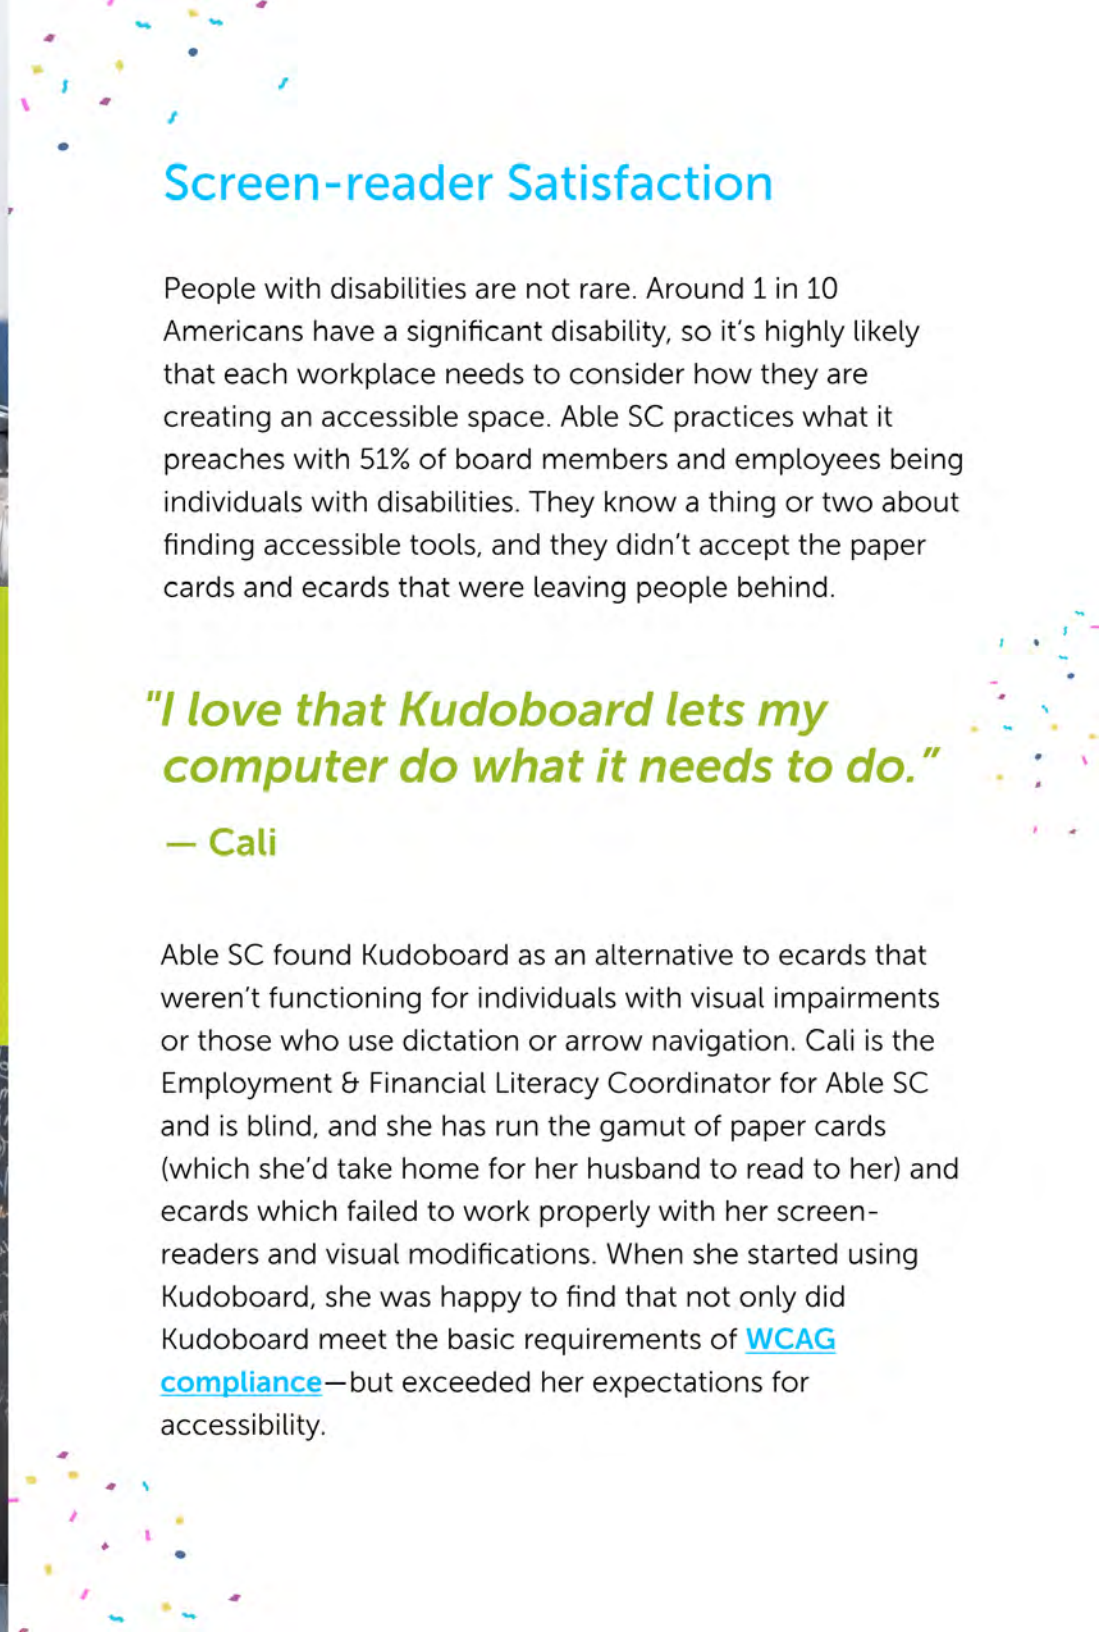 Screen-reader Satisfaction
People with disabilities are not rare. Around 1 in 10
Americans have a significant disability, so it's highly likely
that each workplace needs to consider how they are
creating an accessible space. Able SC practices what it
preaches with 51% of board members and employees being
individuals with disabilities. They know a thing or two about
finding accessible tools, and they didn't accept the paper
cards and ecards that were leaving people behind.
"I love that Kudoboard lets my
computer do what it needs to do."
— Cali
Able SC found Kudoboard as an alternative to ecards that
weren't functioning for individuals with visual impairments
or those who use dictation or arrow navigation. Cali is the
Employment & Financial Literacy Coordinator for Able SC
and is blind, and she has run the gamut of paper cards
(which she'd take home for her husband to read to her) and
ecards which failed to work properly with her screen-
readers and visual modifications. When she started using
Kudoboard, she was happy to find that not only did
Kudoboard meet the basic requirements of WCAG
compliance—but exceeded her expectations for
accessibility.